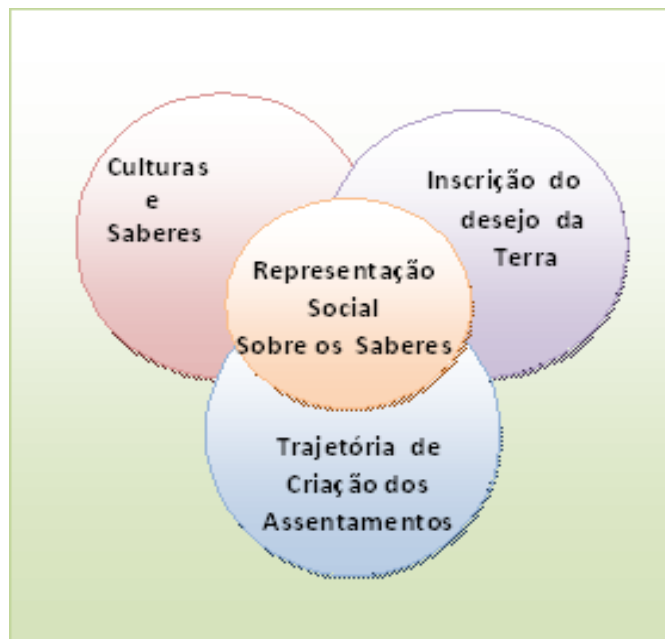 Culturas
e
Saberes
Inscrição do
desejo da
Terra
Representação
Social
Sobre os Saberes
Trajetória de
Criação dos
Assentamentos